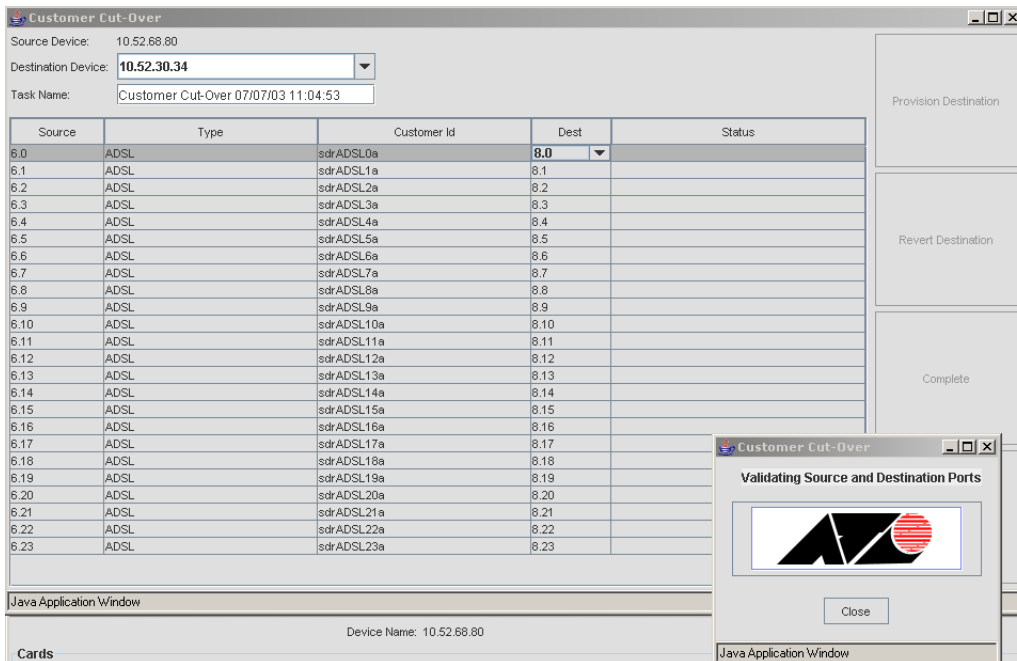 Customer Cut-Over
Source Device: 10.52.68.80
Destination Device: 10.52.30.34
Task Name: Customer Cut-Over 07/07/03 11:04:53
Source Type Customer Id Dest Status
6.0 ADSL sdrADSL0a 8.0
6.1 ADSL sdrADSL1a 8.1
6.2 ADSL sdrADSL2a 8.2
6.3 ADSL sdrADSL3a 8.3
6.4 ADSL sdrADSL4a 8.4
6.5 ADSL sdrADSL5a 8.5
6.6 ADSL sdrADSL6a 8.6
6.7 ADSL sdrADSL7a 8.7
6.8 ADSL sdrADSL8a 8.8
6.9 ADSL sdrADSL9a 8.9
6.10 ADSL sdrADSL10a 8.10
6.11 ADSL sdrADSL11a 8.11
6.12 ADSL sdrADSL12a 8.12
6.13 ADSL sdrADSL13a 8.13
6.14 ADSL sdrADSL14a 8.14
6.15 ADSL sdrADSL15a 8.15
6.16 ADSL sdrADSL16a 8.16
6.17 ADSL sdrADSL17a 8.17
6.18 ADSL sdrADSL18a 8.18
6.19 ADSL sdrADSL19a 8.19
6.20 ADSL sdrADSL20a 8.20
6.21 ADSL sdrADSL21a 8.21
6.22 ADSL sdrADSL22a 8.22
6.23 ADSL sdrADSL23a 8.23
Provision Destination
Revert Destination
Complete
Java Application Window
Device Name: 10.52.68.80
Cards
Customer Cut-Over
Validating Source and Destination Ports
Close
Java Application Window